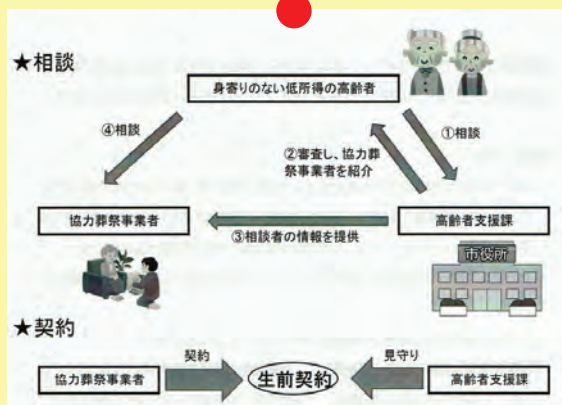 ★相談
身寄りのない低所得の高齢者
④相談
①相談
②審査し、協力葬
祭事業者を紹介
協力葬祭事業者
高齢者支援課
③相談者の情報を提供
市役所
★契約
契約
見守り
協力葬祭事業者
生前契約
高齢者支援課